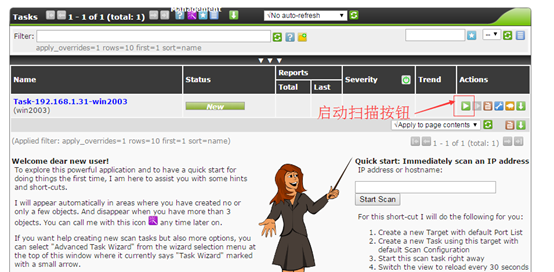 Management
Tasks 1 - 1 of 1 (total: 1) √No auto-refresh
Filter:
apply_overrides=1 rows=10 first=1 sort=name
Name Status Reports Severity Trend Actions
Total Last
Task-192.168.1.31-win2003 New
(win2003)
启动扫描按钮
√Apply to page contents
(Applied filter: apply_overrides=1 rows=10 first=1 sort=name) 1 - 1 of 1 (total: 1)
Welcome dear new user!
To explore this powerful application and to have a quick start for
doing things the first time, I am here to assist you with some hints
and short-cuts.
I will appear automatically in areas where you have created no or
only a few objects. And disappear when you have more than 3
objects. You can call me with this icon any time later on.
If you want help creating new scan tasks but also more options, you
can select "Advanced Task Wizard" from the wizard selection menu at
the top of this window where it currently says "Task Wizard" marked
with a small arrow.
Quick start: Immediately scan an IP address
IP address or hostname:
Start Scan
For this short-cut I will do the following for you:
1. Create a new Target with default Port List
2. Create a new Task using this target with
default Scan Configuration
3. Start this scan task right away
4. Switch the view to reload every 30 seconds